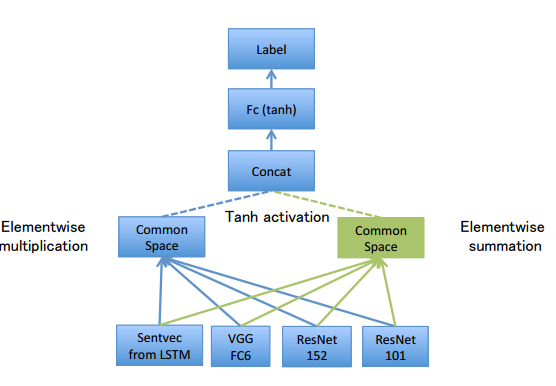 Label
Fc (tanh)
Concat
Tanh activation
Elementwise
multiplication
Common
Space
Common
Space
Elementwise
summation
Sentvec
from LSTM
VGG
FC6
ResNet
152
ResNet
101